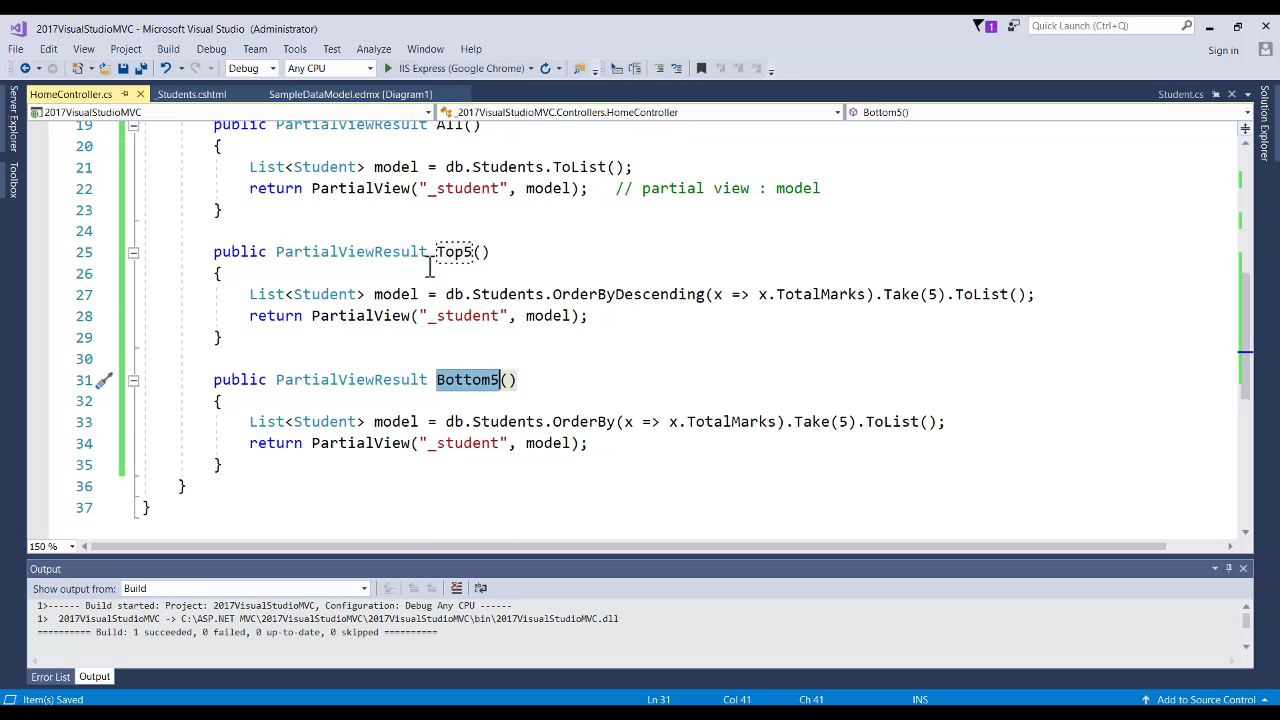 2017VisualStudioMVC - Microsoft Visual Studio (Administrator)
1
Quick Launch (Ctrl+Q)
File Edit View Project Build Debug Team Tools Test Analyze Window Help
Sign in
Debug Any CPU IIS Express (Google Chrome)
HomeController.cs _Students.cshtml SampleDataModel.edmx [Diagram1] Student.cs
2017VisualStudioMVC _2017VisualStudioMVC.Controllers.HomeController Bottom5()
Server Explorer
Toolbox
Solution Explorer
19 public PartialViewResult All()
20 {
21 List<Student> model = db.Students.ToList();
22 return PartialView("_student", model); // partial view : model
23 }
24
25 public PartialViewResult Top5()
26 {
27 List<Student> model = db.Students.OrderByDescending(x => x.TotalMarks).Take(5).ToList();
28 return PartialView("_student", model);
29 }
30
31 public PartialViewResult Bottom5()
32 {
33 List<Student> model = db.Students.OrderBy(x => x.TotalMarks).Take(5).ToList();
34 return PartialView("_student", model);
35 }
36 }
37 }
150 %
Output
Show output from: Build
1>------ Build started: Project: 2017VisualStudioMVC, Configuration: Debug Any CPU ------
1> 2017VisualStudioMVC -> C:\ASP.NET MVC\2017VisualStudioMVC\2017VisualStudioMVC\bin\2017VisualStudioMVC.dll
========== Build: 1 succeeded, 0 failed, 0 up-to-date, 0 skipped ==========
Error List Output
Item(s) Saved Ln 31 Col 41 Ch 41 INS Add to Source Control